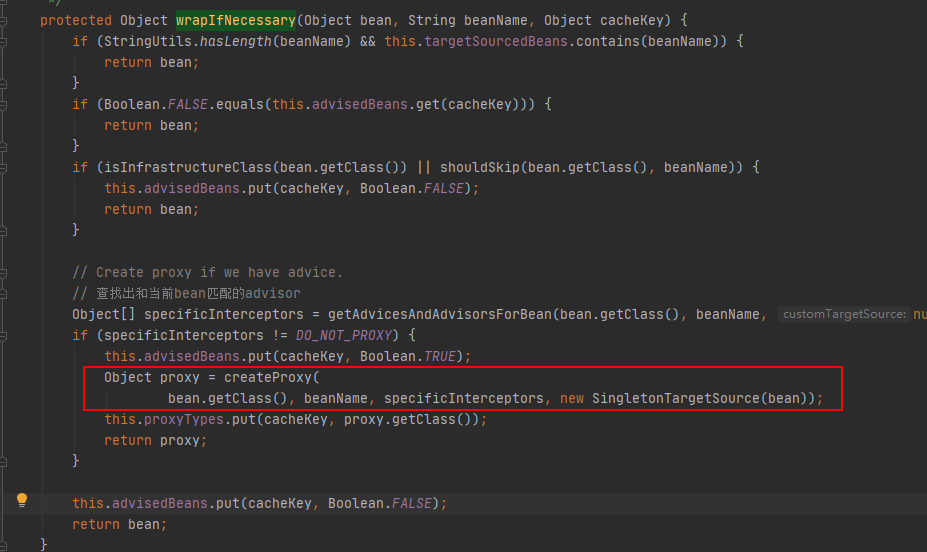 */
protected Object wrapIfNecessary(Object bean, String beanName, Object cacheKey) {
if (StringUtils.hasLength(beanName) && this.targetSourcedBeans.contains(beanName)) {
return bean;
}
if (Boolean.FALSE.equals(this.advisedBeans.get(cacheKey))) {
return bean;
}
if (isInfrastructureClass(bean.getClass()) || shouldSkip(bean.getClass(), beanName)) {
this.advisedBeans.put(cacheKey, Boolean.FALSE);
return bean;
}
// Create proxy if we have advice.
// 查找出和当前bean匹配的advisor
Object[] specificInterceptors = getAdvicesAndAdvisorsForBean(bean.getClass(), beanName, customTargetSource: nu
if (specificInterceptors != DO_NOT_PROXY) {
this.advisedBeans.put(cacheKey, Boolean.TRUE);
Object proxy = createProxy(
bean.getClass(), beanName, specificInterceptors, new SingletonTargetSource(bean));
this.proxyTypes.put(cacheKey, proxy.getClass());
return proxy;
}
this.advisedBeans.put(cacheKey, Boolean.FALSE);
return bean;
}